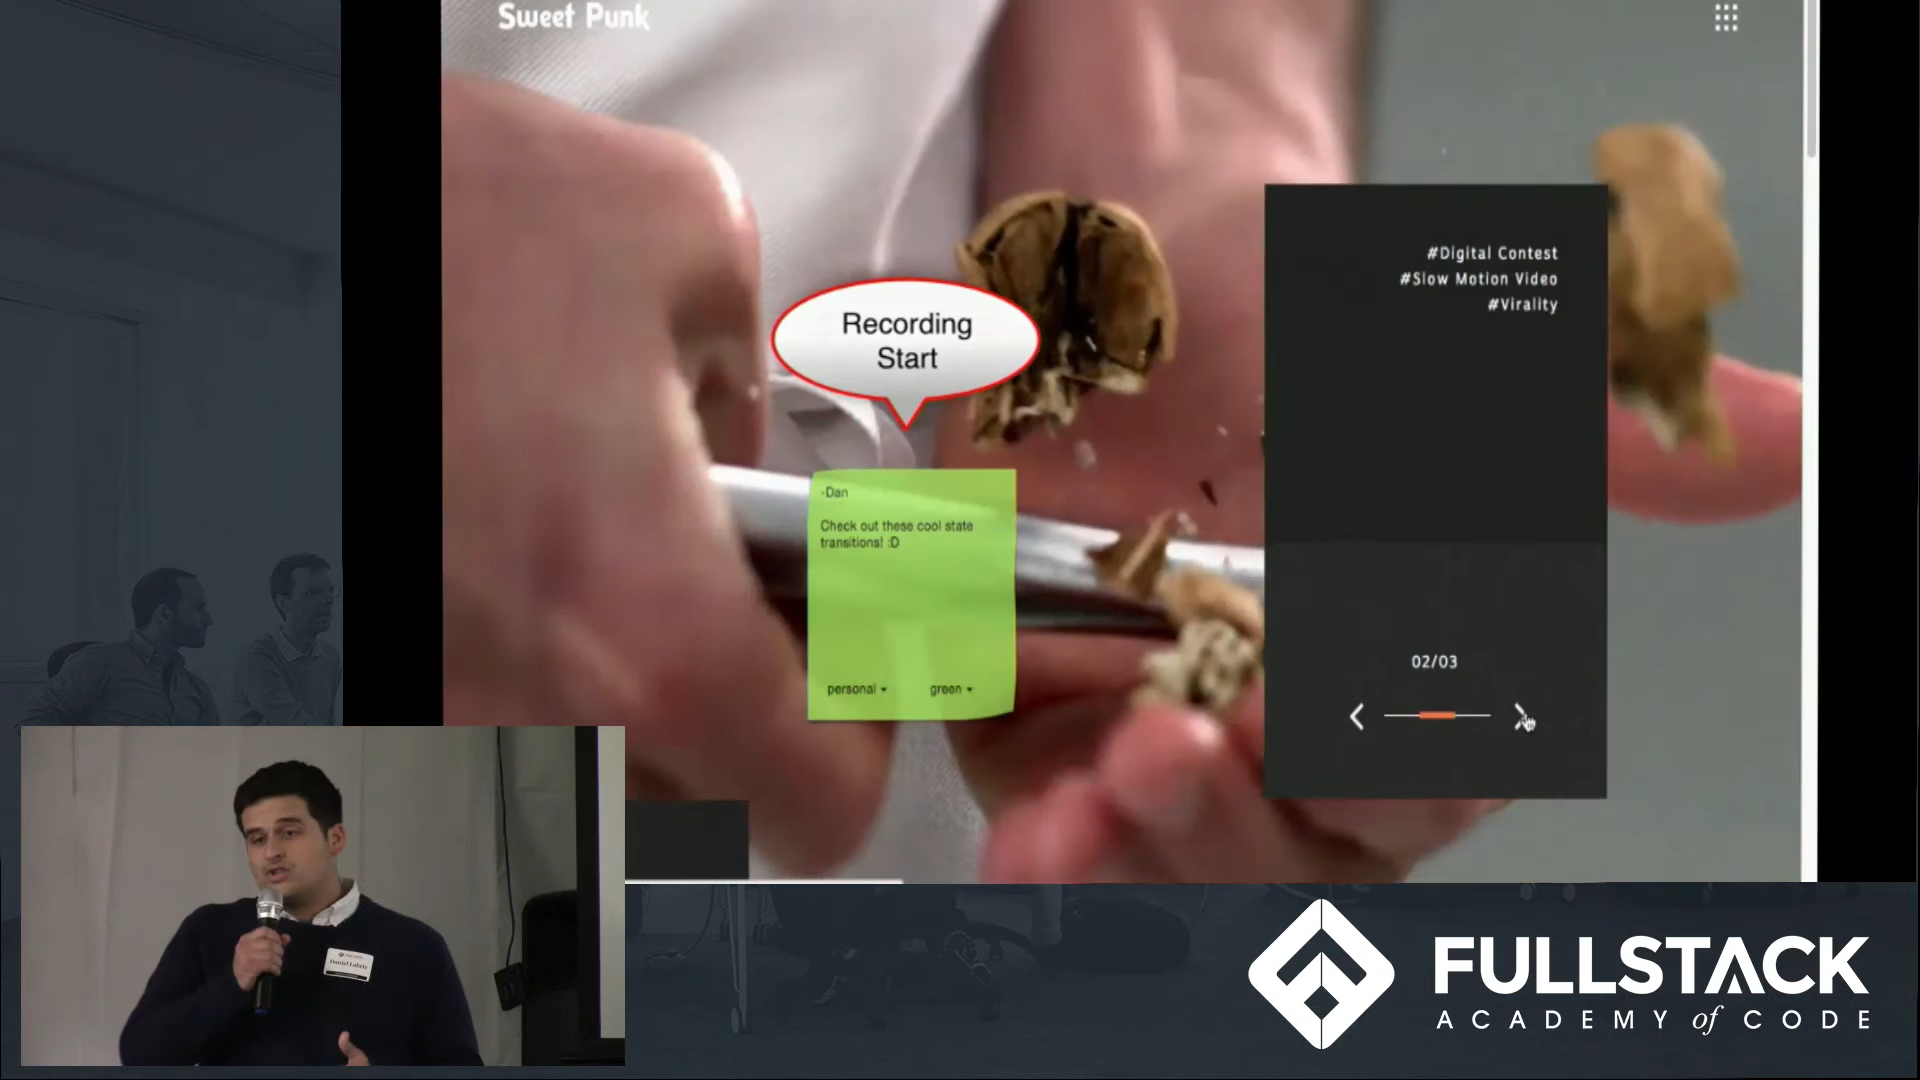 Sweet Punk
#Digital Contest
#Slow Motion Video
#Virality
Recording
Start
-Dan
Check out these cool state
transitions! :D
personal
green
02/03
Daniel
FULLSTACK
ACADEMY of CODE